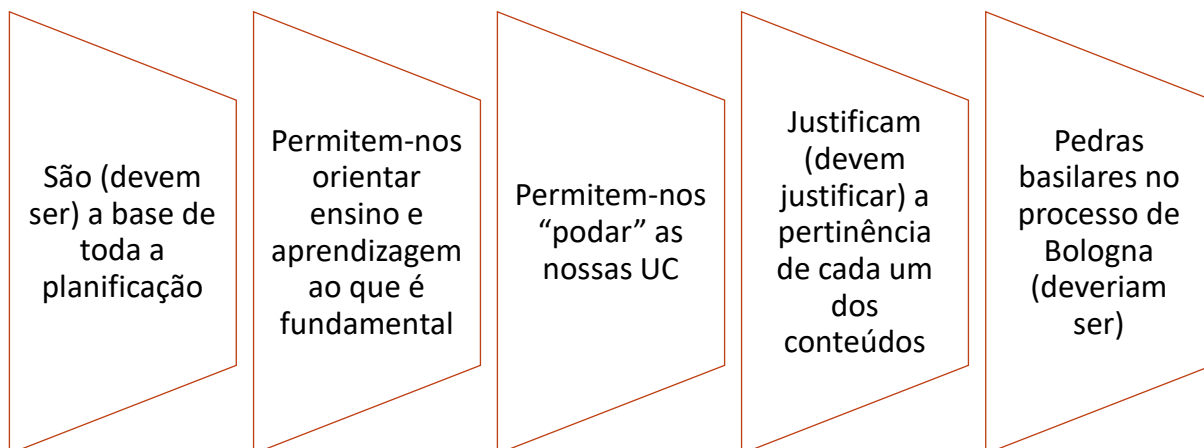 São (devem
ser) a base de
toda a
planificação
Permitem-nos
orientar
ensino e
aprendizagem
ao que é
fundamental
Permitem-nos
“podar” as
nossas UC
Justificam
(devem
justificar) a
pertinência
de cada um
dos
conteúdos
Pedras
basilares no
processo de
Bologna
(deveriam
ser)